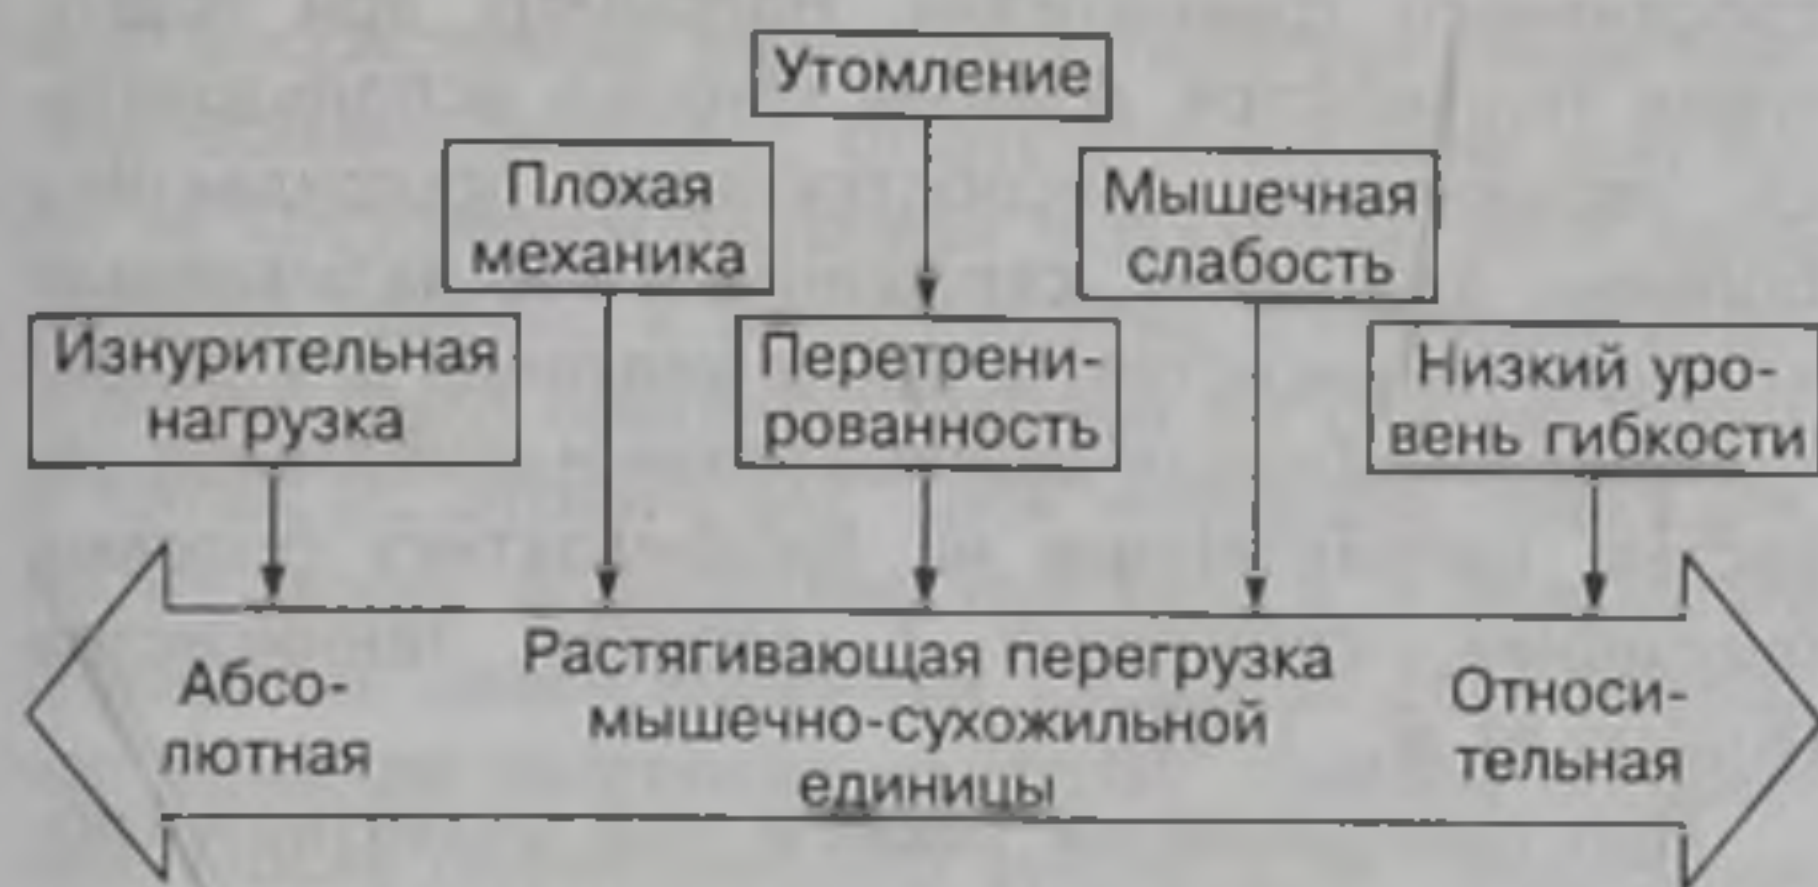 Утомление
Плохая
механика
Мышечная
слабость
Изнурительная
нагрузка
Перетрени-
рованность
Низкий уро-
вень гибкости
Абсо-
лютная
Растягивающая перегрузка
мышечно-сухожильной
единицы
Относи-
тельная